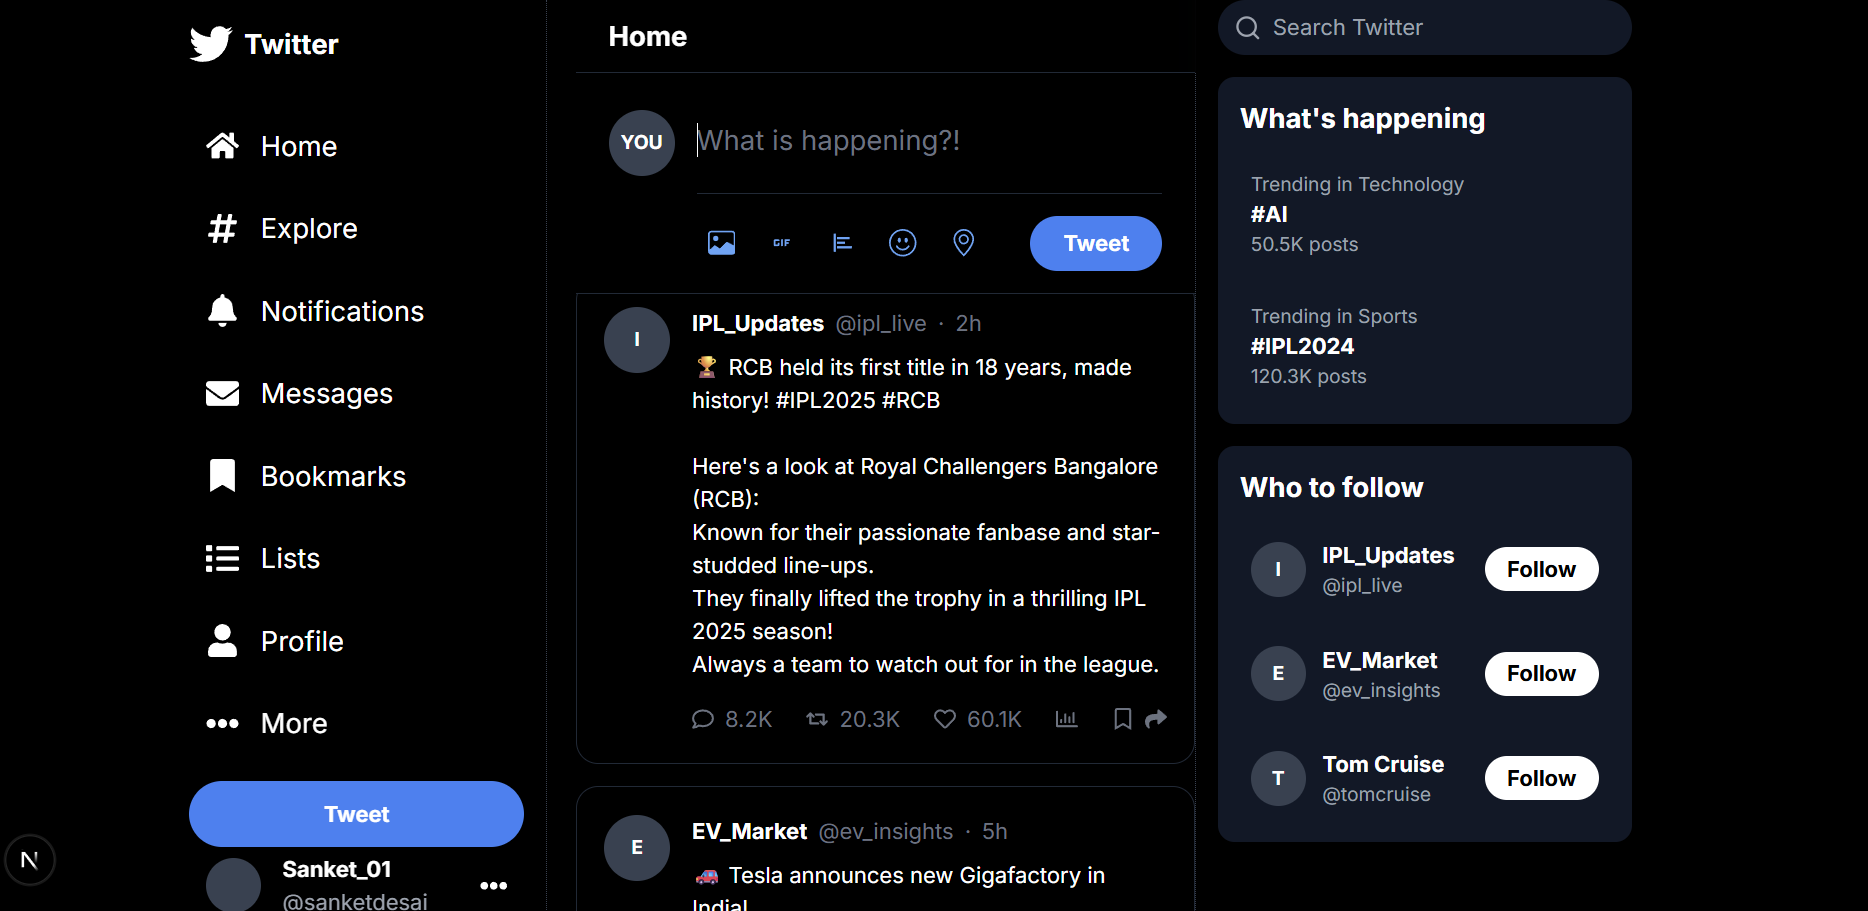 Twitter
Home
Explore
Notifications
Messages
Bookmarks
Lists
Profile
More
Tweet
N
Sanket_01
@sanketdesai
Home
YOU
What is happening?!
GIF
Tweet
I
IPL_Updates @ipl_live · 2h
🏆 RCB held its first title in 18 years, made
history! #IPL2025 #RCB
Here's a look at Royal Challengers Bangalore
(RCB):
Known for their passionate fanbase and star-
studded line-ups.
They finally lifted the trophy in a thrilling IPL
2025 season!
Always a team to watch out for in the league.
8.2K 20.3K 60.1K
E
EV_Market @ev_insights · 5h
🚗 Tesla announces new Gigafactory in
India!
Search Twitter
What's happening
Trending in Technology
#AI
50.5K posts
Trending in Sports
#IPL2024
120.3K posts
Who to follow
I
IPL_Updates
@ipl_live
Follow
E
EV_Market
@ev_insights
Follow
T
Tom Cruise
@tomcruise
Follow